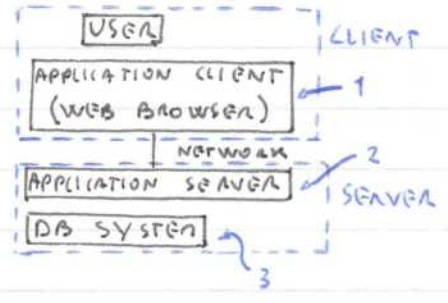 USER
CLIENT
APPLICATION CLIENT
(WEB BROWSER)
1
NETWORK
2
APPLICATION SERVER
SERVER
DB SYSTEM
3